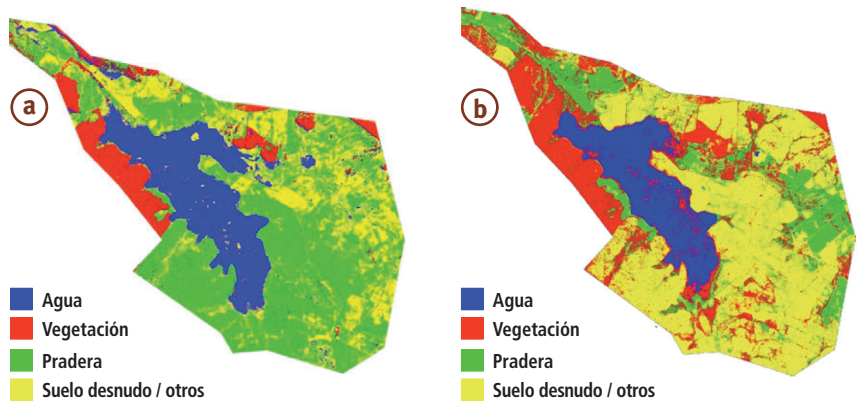 a
Agua
Vegetación
Pradera
Suelo desnudo / otros
b
Agua
Vegetación
Pradera
Suelo desnudo / otros